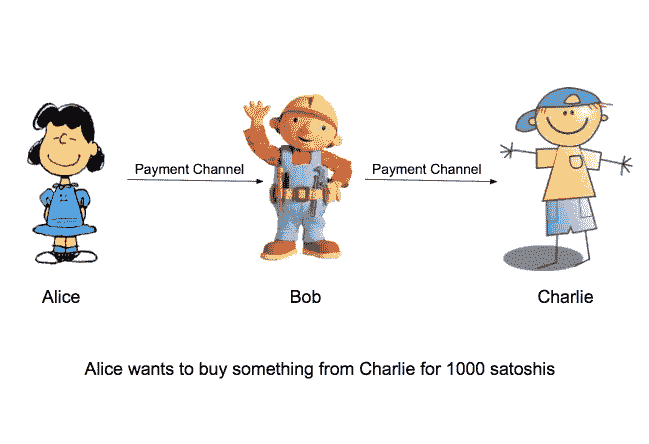 Payment Channel
Payment Channel
Alice
Bob
Charlie
Alice wants to buy something from Charlie for 1000 satoshis